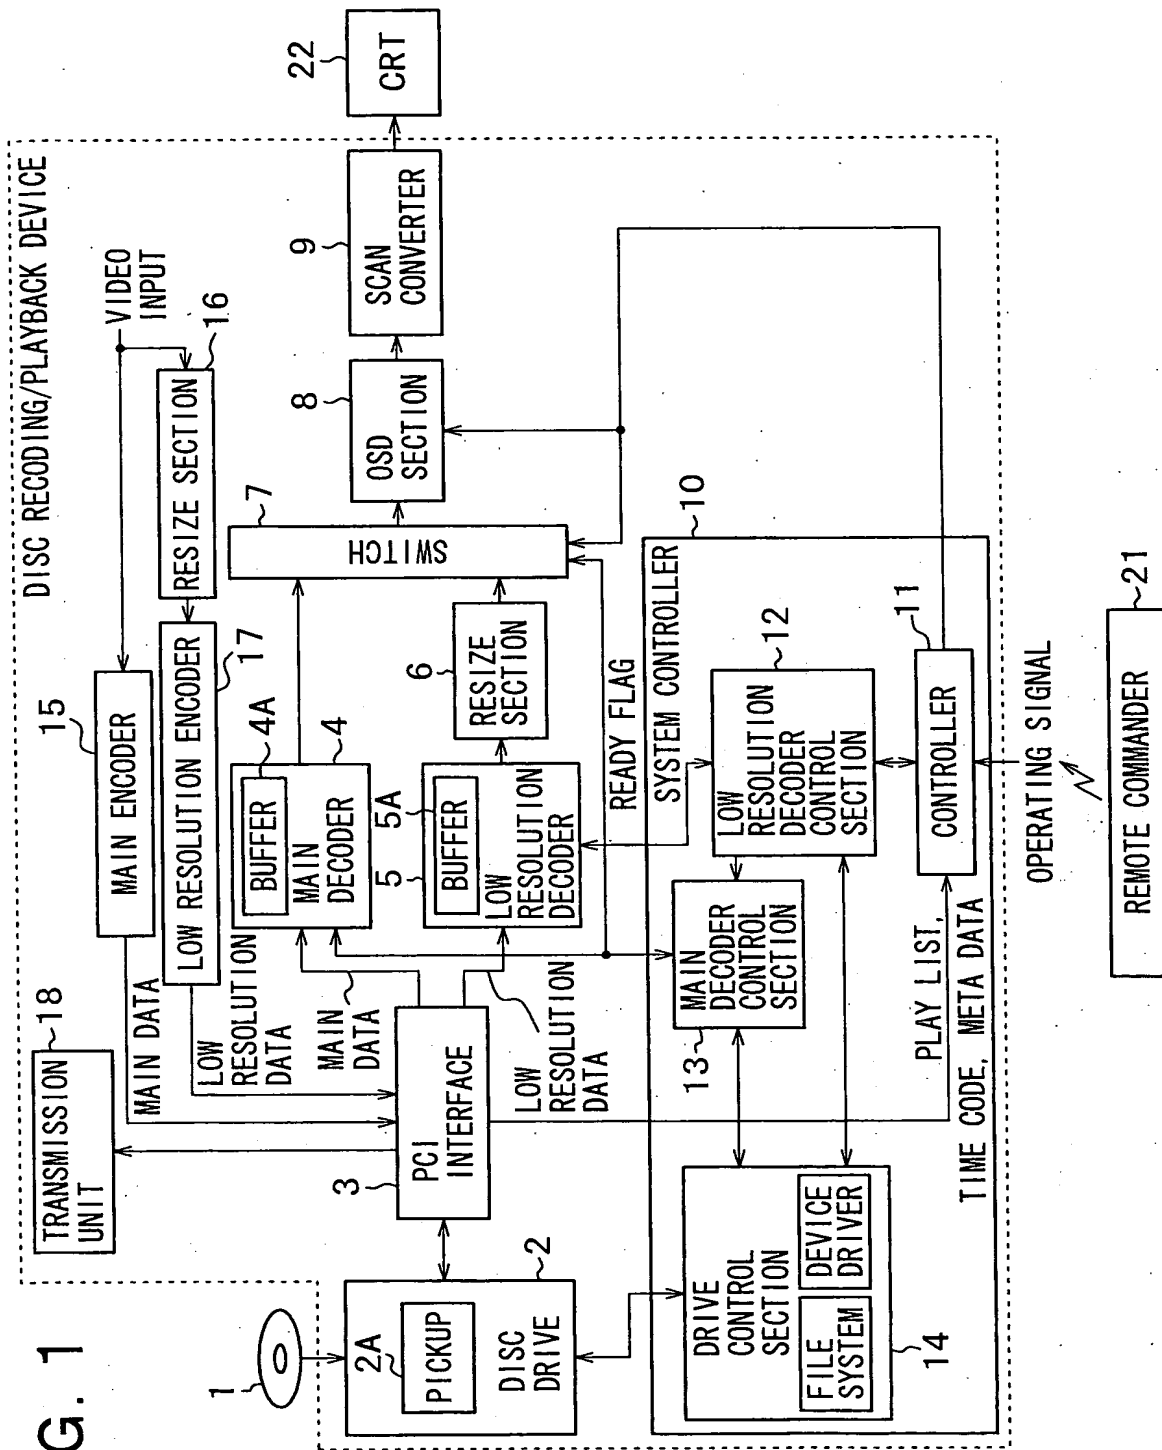 G. 1
DISC RECODING/PLAYBACK DEVICE
TRANSMISSION
UNIT
18
MAIN DATA
15
MAIN ENCODER
VIDEO
INPUT
16
RESIZE SECTION
LOW RESOLUTION ENCODER
17
LOW
RESOLUTION
DATA
MAIN
DATA
1
2A
PICKUP
2
DISC
DRIVE
3
PCI
INTERFACE
LOW
RESOLUTION
DATA
BUFFER
4A
4
MAIN
DECODER
5
BUFFER
5A
LOW
RESOLUTION
DECODER
6
RESIZE
SECTION
7
SWITCH
8
OSD
SECTION
9
SCAN
CONVERTER
22
CRT
READY FLAG
SYSTEM CONTROLLER
10
DRIVE
CONTROL
SECTION
FILE
SYSTEM
DEVICE
DRIVER
14
13
MAIN
DECODER
CONTROL
SECTION
LOW
RESOLUTION
DECODER
CONTROL
SECTION
12
11
CONTROLLER
PLAY LIST,
TIME CODE, META DATA
OPERATING SIGNAL
REMOTE COMMANDER
21